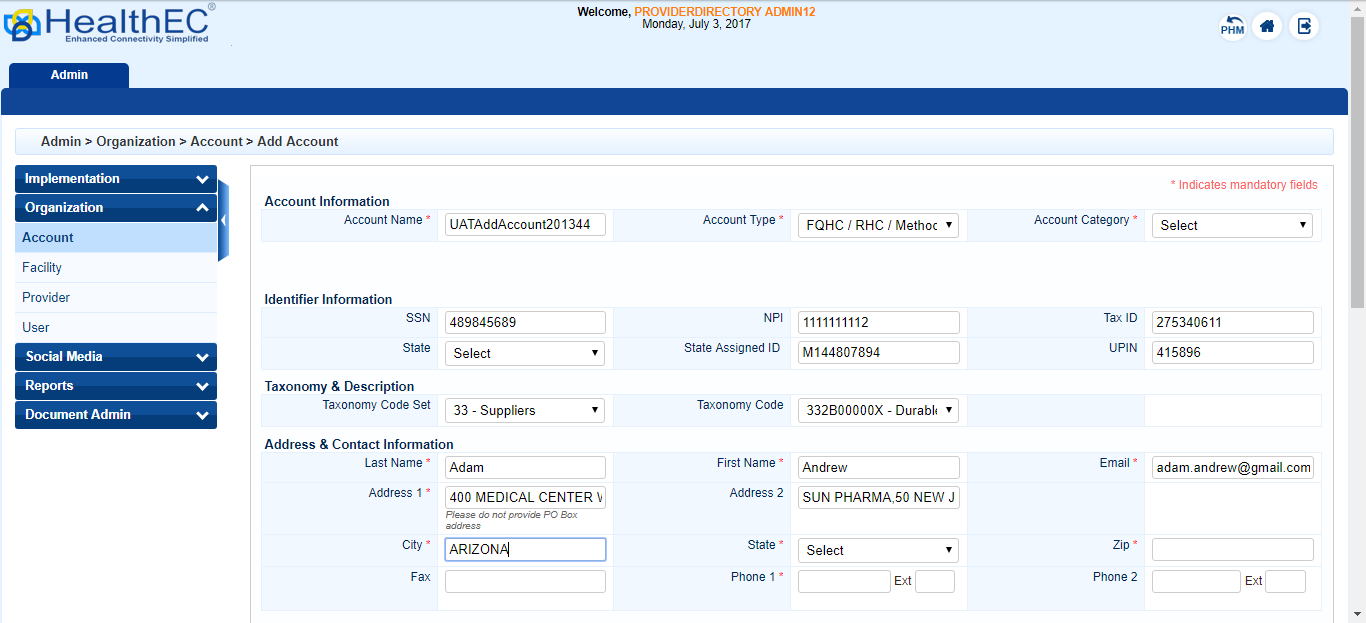 HealthEC®
Enhanced Connectivity Simplified
Welcome, PROVIDERDIRECTORY ADMIN12
Monday, July 3, 2017
PHM
Admin
Admin > Organization > Account > Add Account
Implementation
Organization
Account
Facility
Provider
User
Social Media
Reports
Document Admin
* Indicates mandatory fields
Account Information
Account Name * UATAddAccount201344 Account Type * FQHC / RHC / Methoc Account Category * Select
Identifier Information
SSN 489845689 NPI 1111111112 Tax ID 275340611
State Select State Assigned ID M144807894 UPIN 415896
Taxonomy & Description
Taxonomy Code Set 33 - Suppliers Taxonomy Code 332B00000X - Durabl
Address & Contact Information
Last Name * Adam First Name * Andrew Email * adam.andrew@gmail.com
Address 1 * 400 MEDICAL CENTER Address 2 SUN PHARMA,50 NEW J
Please do not provide PO Box
address
City * ARIZONA State * Select Zip *
Fax Phone 1 * Ext Phone 2 Ext